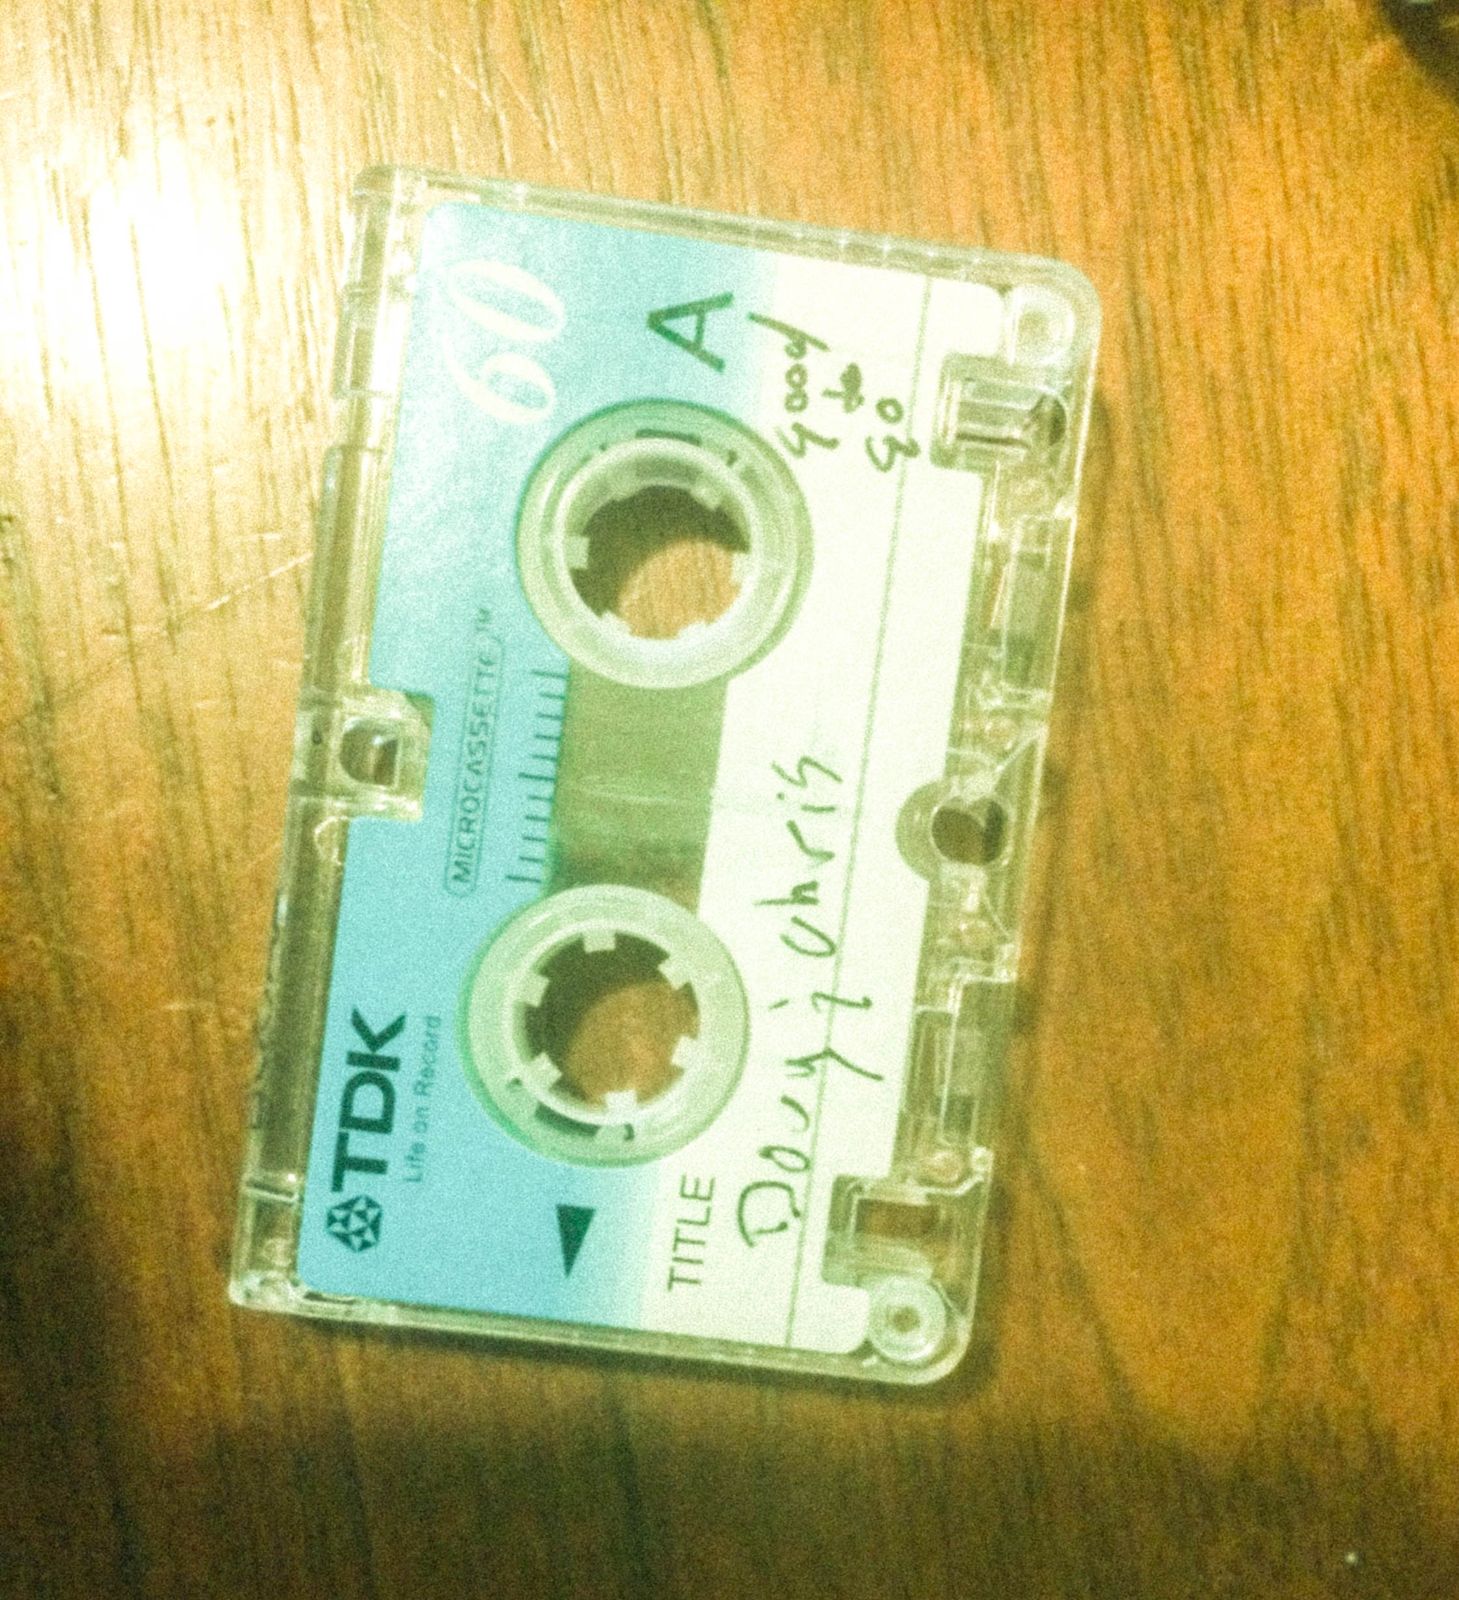 TDK
Life on Record
MICROCASSETTE™
60
A
TITLE
good
to
go
Doug i Chris